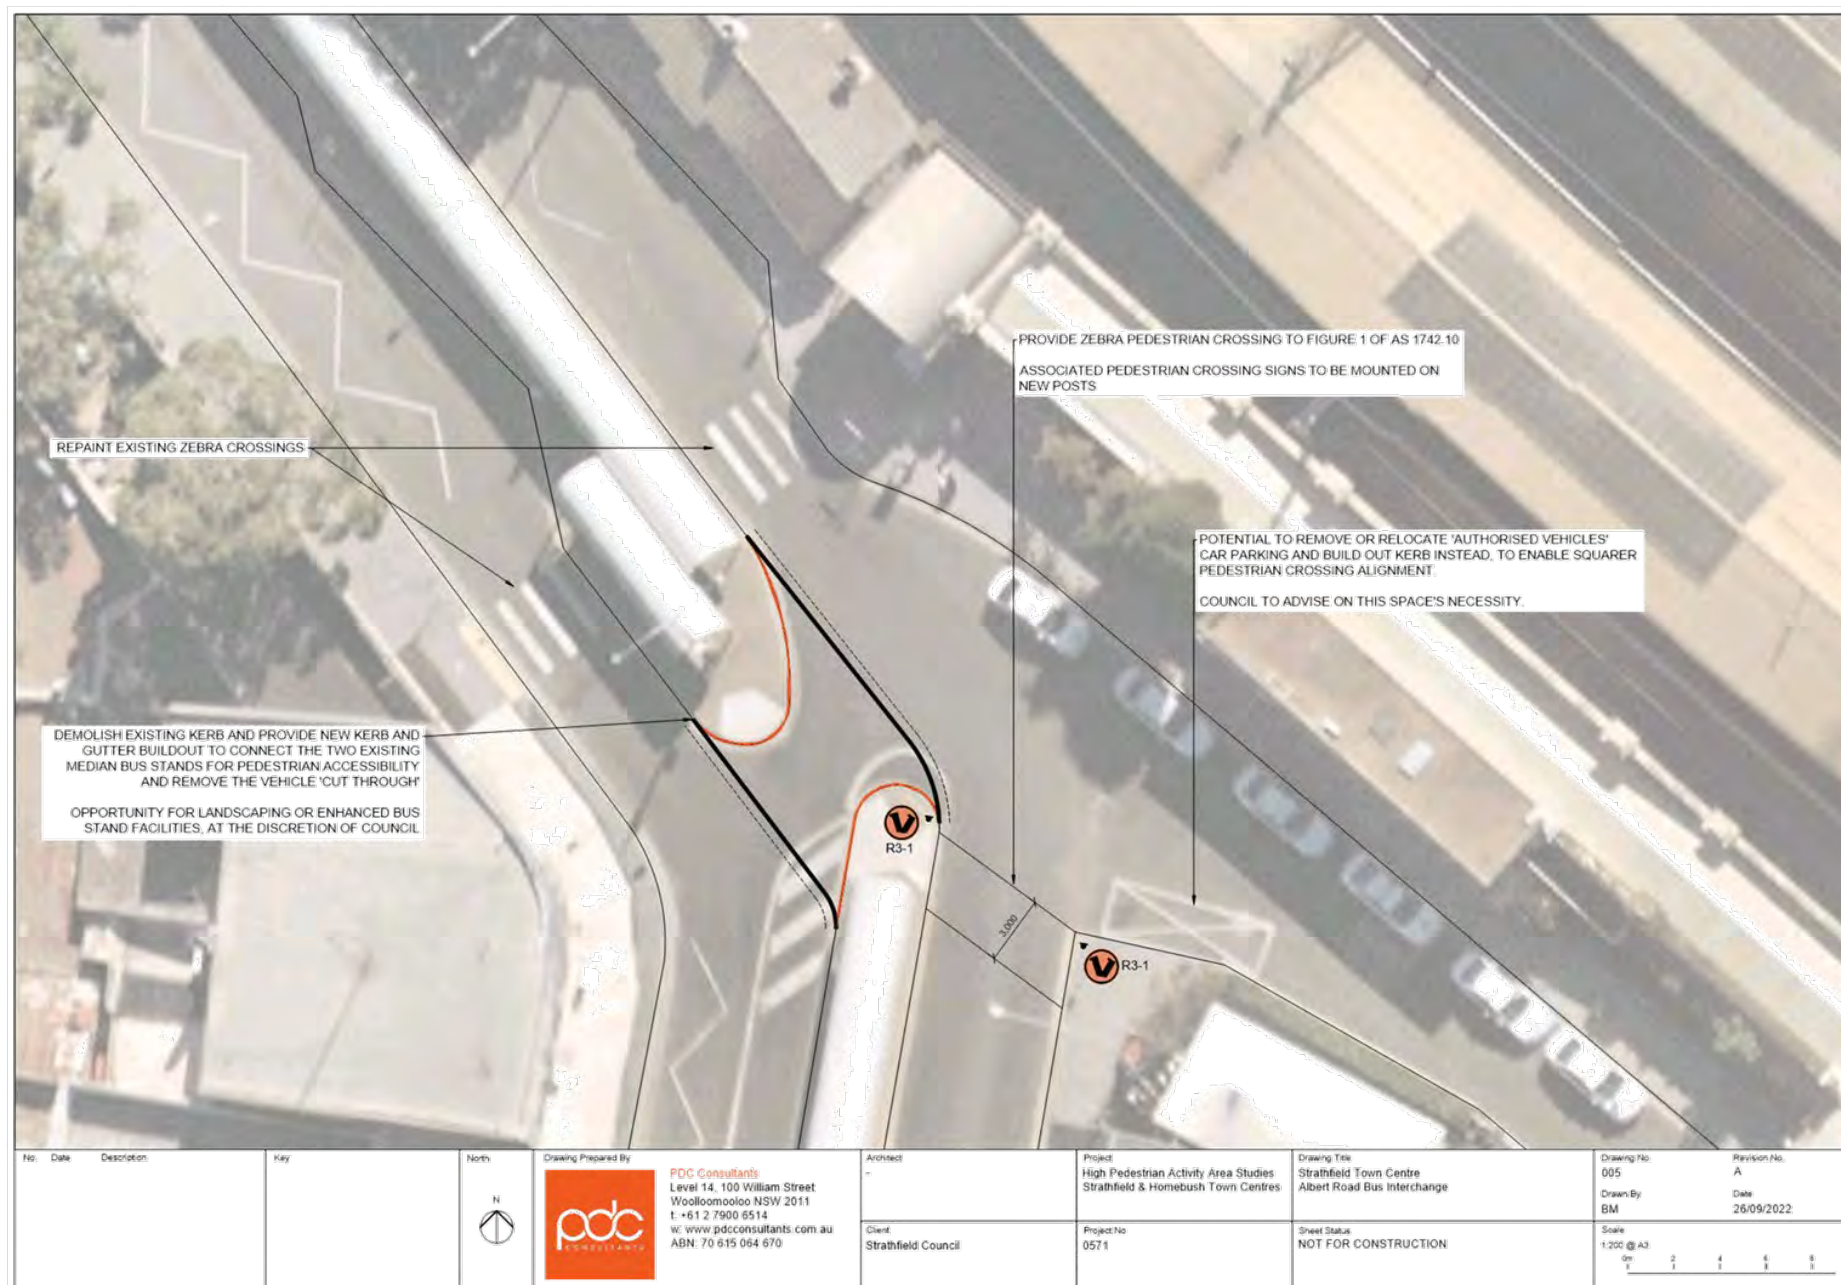 PROVIDE ZEBRA PEDESTRIAN CROSSING TO FIGURE 1 OF AS 1742.10
ASSOCIATED PEDESTRIAN CROSSING SIGNS TO BE MOUNTED ON
NEW POSTS
REPAINT EXISTING ZEBRA CROSSINGS
POTENTIAL TO REMOVE OR RELOCATE 'AUTHORISED VEHICLES'
CAR PARKING AND BUILD OUT KERB INSTEAD, TO ENABLE SQUARER
PEDESTRIAN CROSSING ALIGNMENT.
COUNCIL TO ADVISE ON THIS SPACE'S NECESSITY.
DEMOLISH EXISTING KERB AND PROVIDE NEW KERB AND
GUTTER BUILDOUT TO CONNECT THE TWO EXISTING
MEDIAN BUS STANDS FOR PEDESTRIAN ACCESSIBILITY
AND REMOVE THE VEHICLE 'CUT THROUGH'
OPPORTUNITY FOR LANDSCAPING OR ENHANCED BUS
STAND FACILITIES, AT THE DISCRETION OF COUNCIL
R3-1
3.000
R3-1
No. Date Description
Key
North
N
Drawing Prepared By
pdc
CONSULTANTS
PDC Consultants
Level 14, 100 William Street
Woolloomooloo NSW 2011
t: +61 2 7900 6514
w: www.pdcconsultants.com.au
ABN: 70 615 064 670
Architect
-
Client
Strathfield Council
Project
High Pedestrian Activity Area Studies
Strathfield & Homebush Town Centres
Project No
0571
Drawing Title
Strathfield Town Centre
Albert Road Bus Interchange
Sheet Status
NOT FOR CONSTRUCTION
Drawing No.
005
Revision No.
A
Drawn By
BM
Date
26/09/2022
Scale
1:200 @ A3
0m 2 4 6 8